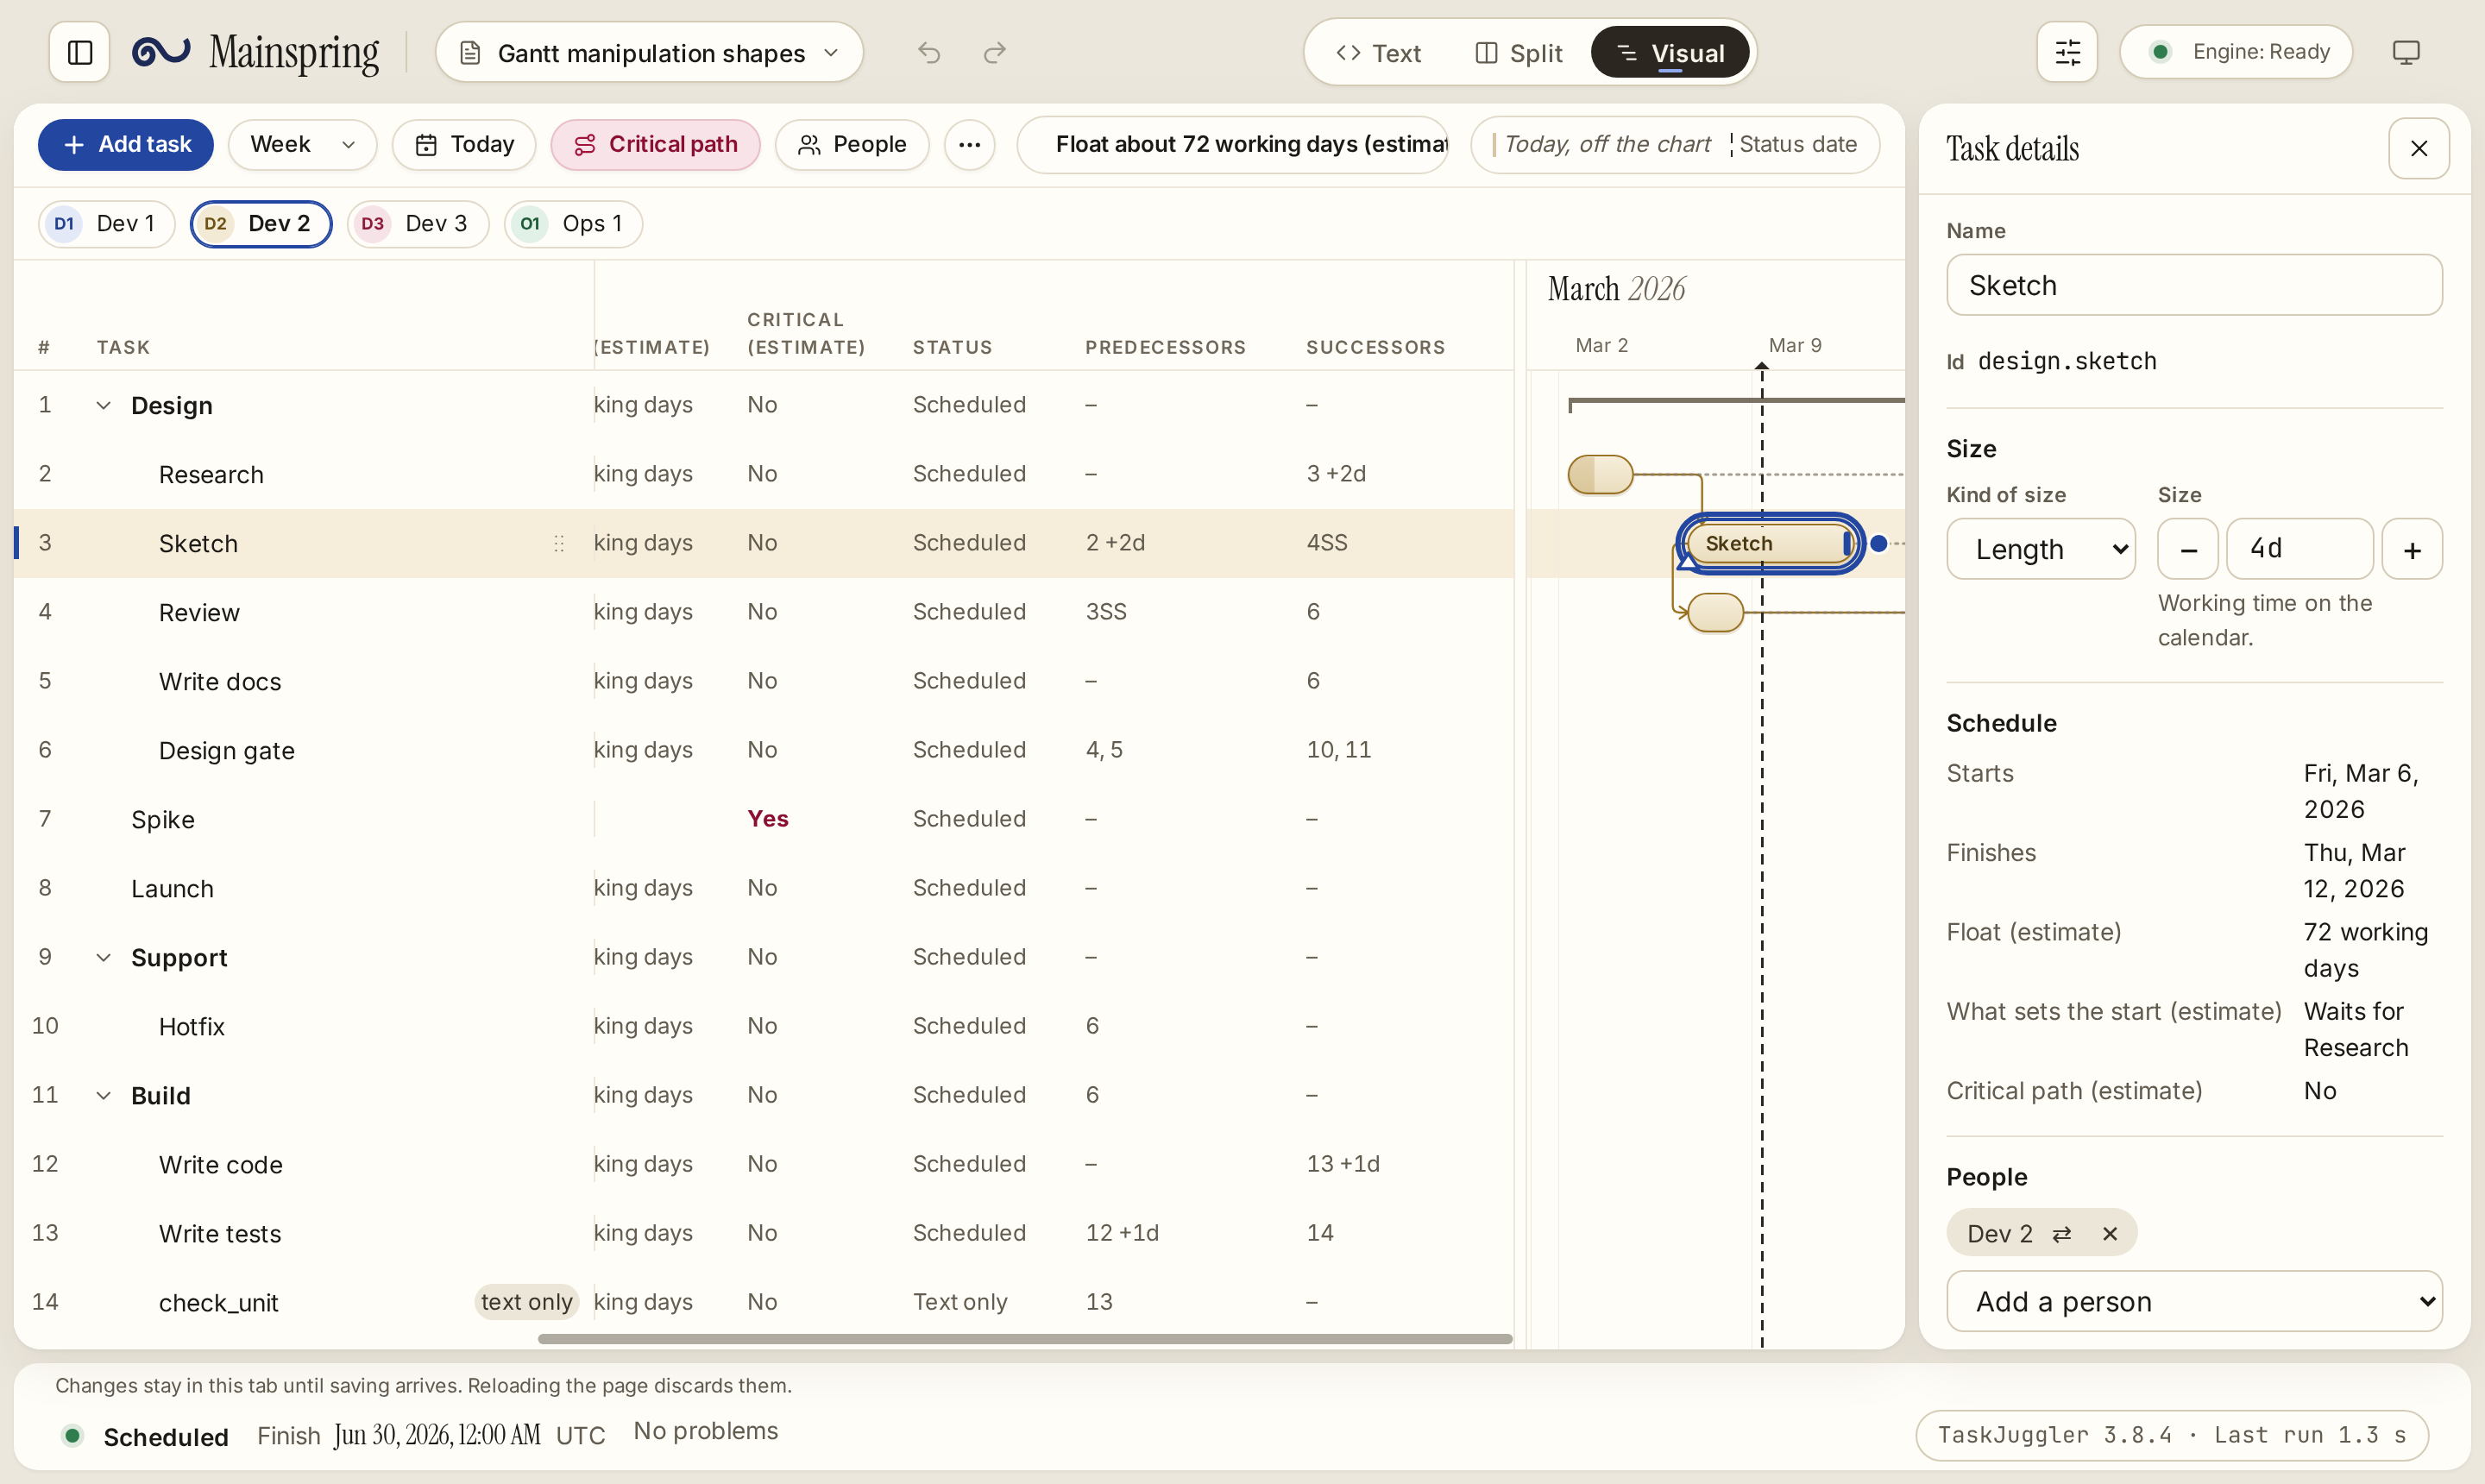 Mainspring
Gantt manipulation shapes
Text
Split
Visual
Engine: Ready
Add task
Week
Today
Critical path
People
Float about 72 working days (estimat
Today, off the chart
Status date
D1 Dev 1
D2 Dev 2
D3 Dev 3
O1 Ops 1
# TASK (ESTIMATE) CRITICAL (ESTIMATE) STATUS PREDECESSORS SUCCESSORS
March 2026
Mar 2 Mar 9
1 Design king days No Scheduled – –
2 Research king days No Scheduled – 3 +2d
3 Sketch king days No Scheduled 2 +2d 4SS
Sketch
4 Review king days No Scheduled 3SS 6
5 Write docs king days No Scheduled – 6
6 Design gate king days No Scheduled 4, 5 10, 11
7 Spike Yes Scheduled – –
8 Launch king days No Scheduled – –
9 Support king days No Scheduled – –
10 Hotfix king days No Scheduled 6 –
11 Build king days No Scheduled 6 –
12 Write code king days No Scheduled – 13 +1d
13 Write tests king days No Scheduled 12 +1d 14
14 check_unit text only king days No Text only 13 –
Task details
Name
Sketch
Id design.sketch
Size
Kind of size Size
Length − 4d +
Working time on the
calendar.
Schedule
Starts Fri, Mar 6,
2026
Finishes Thu, Mar
12, 2026
Float (estimate) 72 working
days
What sets the start (estimate) Waits for
Research
Critical path (estimate) No
People
Dev 2
Add a person
Changes stay in this tab until saving arrives. Reloading the page discards them.
Scheduled Finish Jun 30, 2026, 12:00 AM UTC No problems
TaskJuggler 3.8.4 · Last run 1.3 s